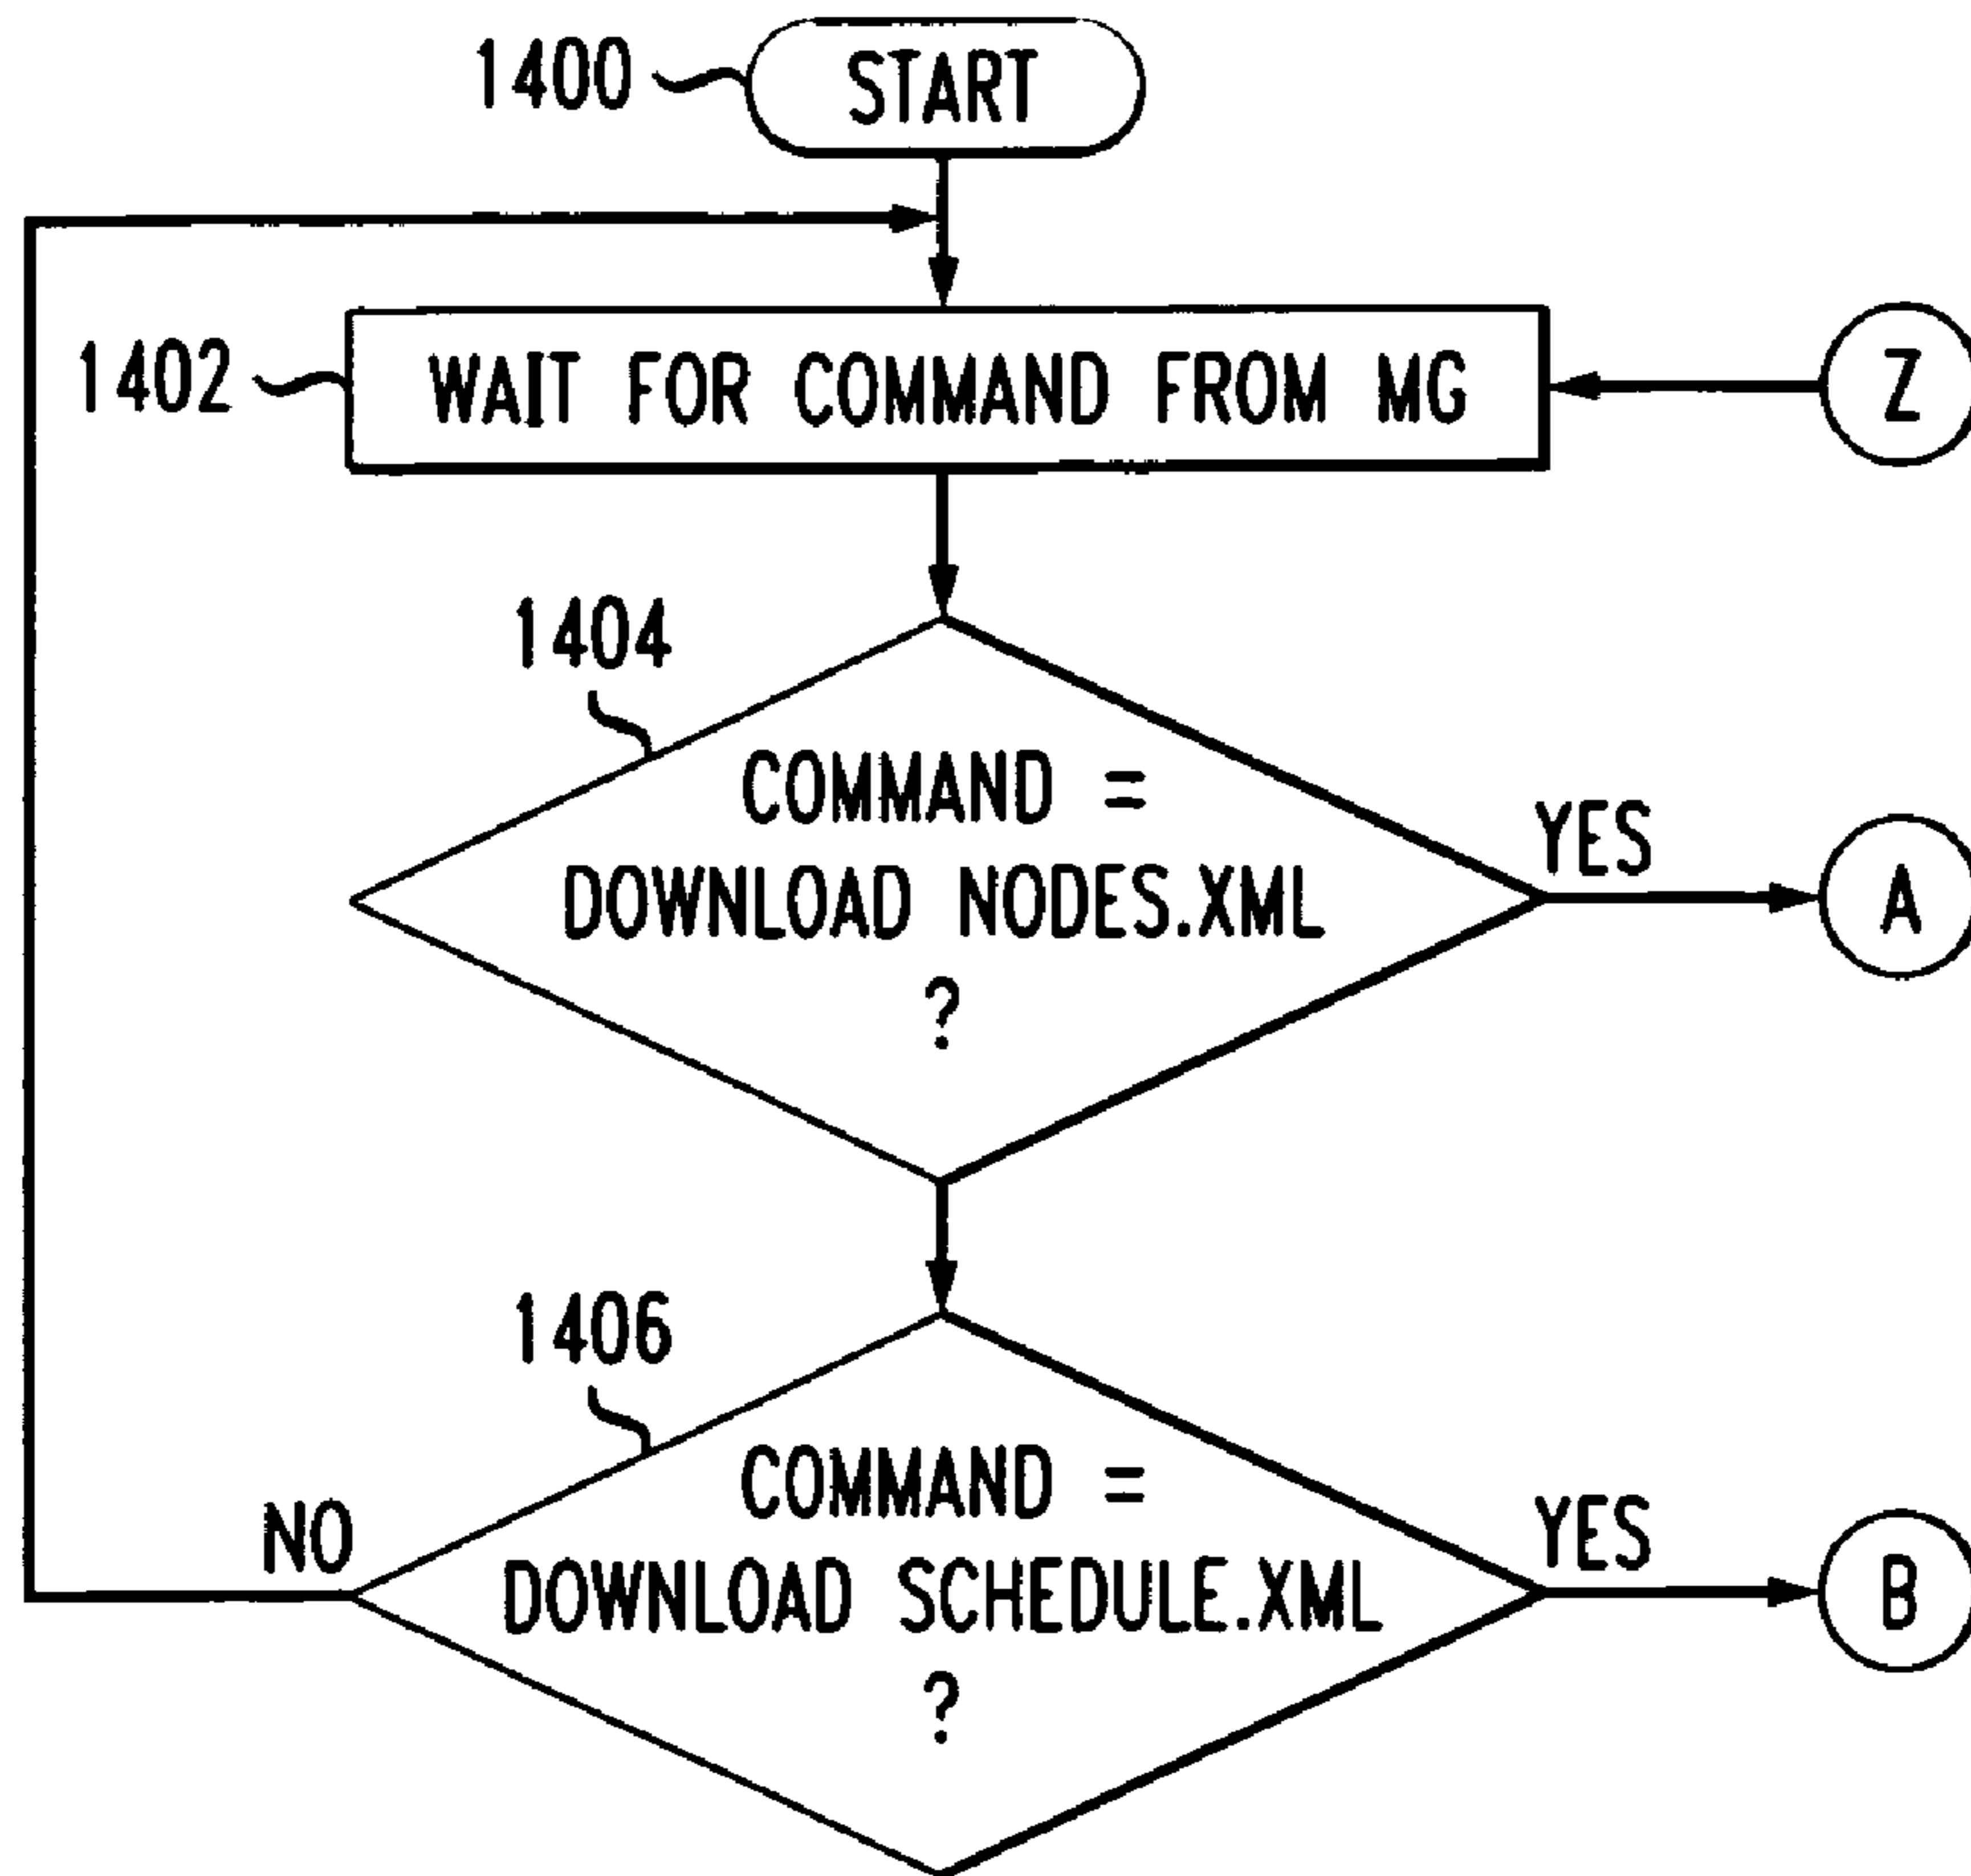 1400
START
1402
WAIT FOR COMMAND FROM MG
Z
1404
COMMAND =
DOWNLOAD NODES.XML
?
YES
A
1406
COMMAND =
DOWNLOAD SCHEDULE.XML
?
NO
YES
B